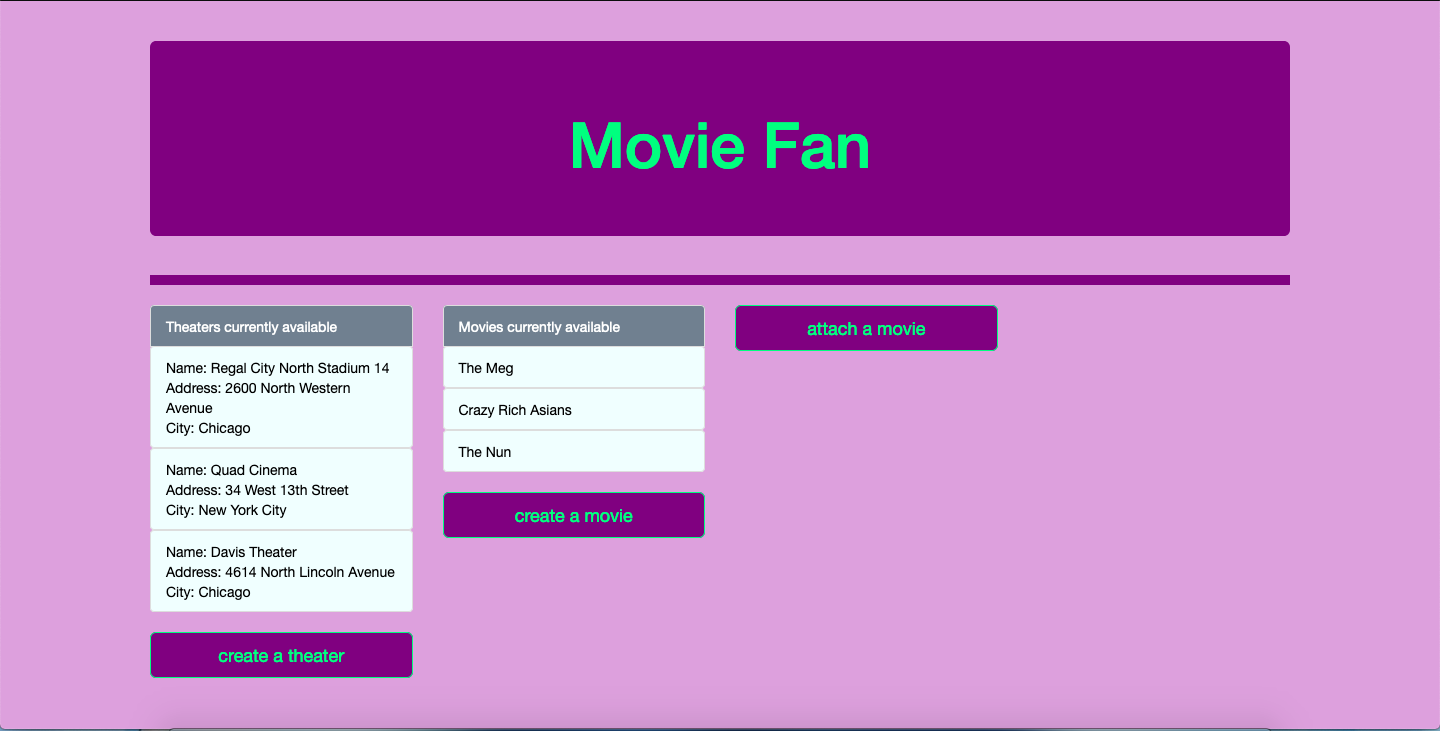 Movie Fan
Theaters currently available
Name: Regal City North Stadium 14
Address: 2600 North Western
Avenue
City: Chicago
Name: Quad Cinema
Address: 34 West 13th Street
City: New York City
Name: Davis Theater
Address: 4614 North Lincoln Avenue
City: Chicago
create a theater
Movies currently available
The Meg
Crazy Rich Asians
The Nun
create a movie
attach a movie